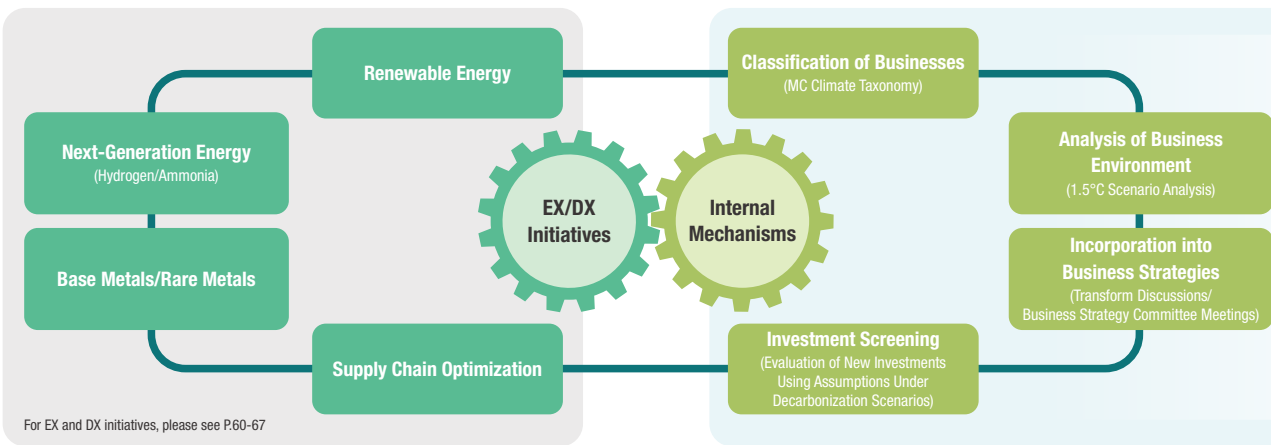 Renewable Energy
Next-Generation Energy
(Hydrogen/Ammonia)
Base Metals/Rare Metals
Supply Chain Optimization
For EX and DX initiatives, please see P.60-67
EX/DX
Initiatives
Internal
Mechanisms
Classification of Businesses
(MC Climate Taxonomy)
Analysis of Business
Environment
(1.5°C Scenario Analysis)
Incorporation into
Business Strategies
(Transform Discussions/
Business Strategy Committee Meetings)
Investment Screening
(Evaluation of New Investments
Using Assumptions Under
Decarbonization Scenarios)